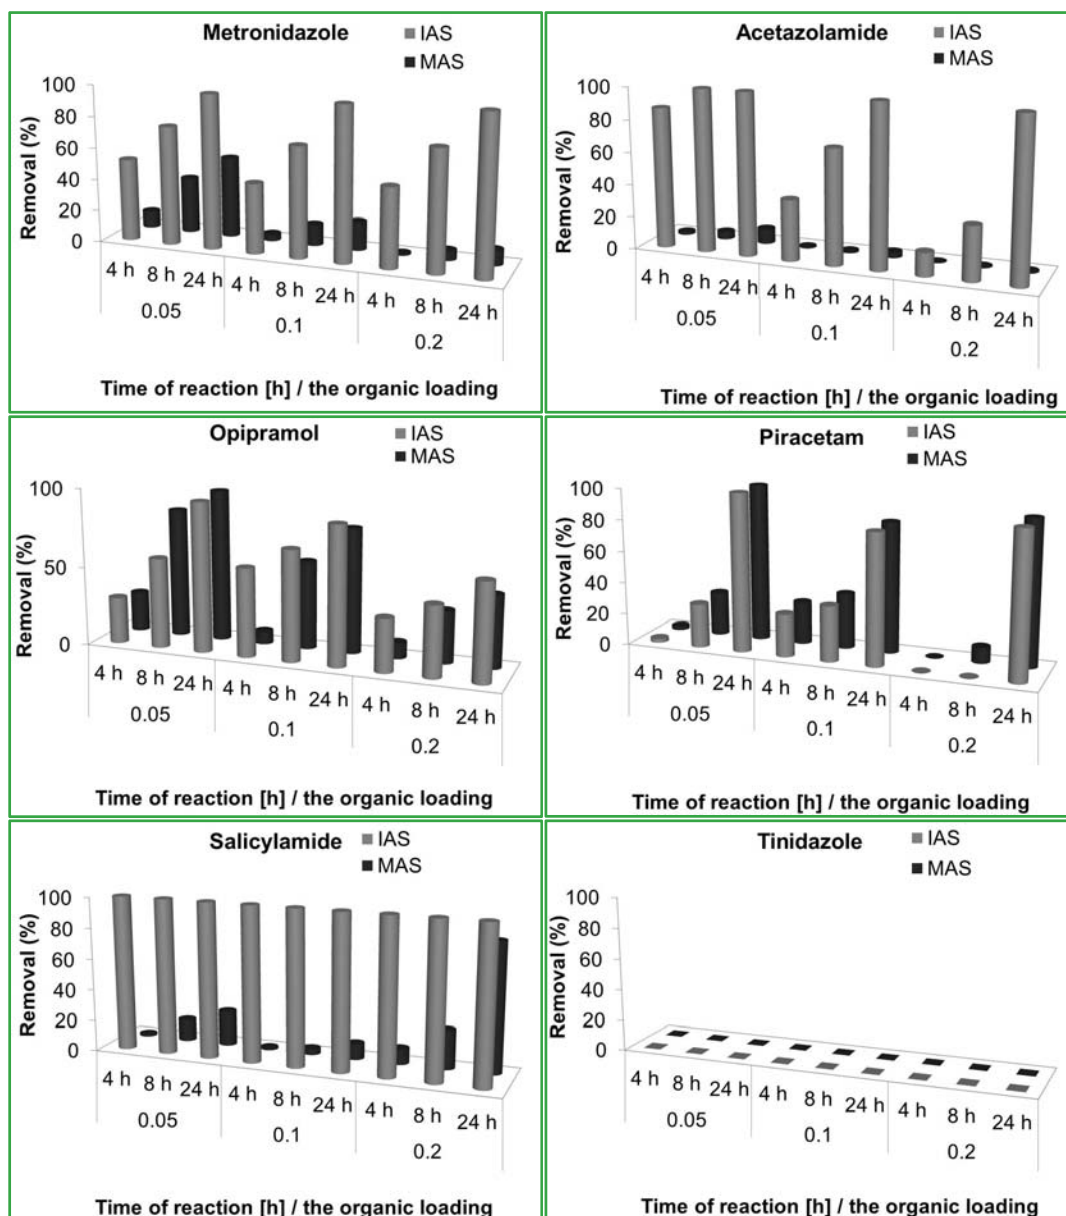 Metronidazole
IAS
MAS
Removal (%)
100
80
60
40
20
0
4 h 8 h 24 h 4 h 8 h 24 h 4 h 8 h 24 h
0.05 0.1 0.2
Time of reaction [h] / the organic loading
Acetazolamide
IAS
MAS
Removal (%)
100
80
60
40
20
0
4 h 8 h 24 h 4 h 8 h 24 h 4 h 8 h 24 h
0.05 0.1 0.2
Time of reaction [h] / the organic loading
Opipramol
IAS
MAS
Removal (%)
100
50
0
4 h 8 h 24 h 4 h 8 h 24 h 4 h 8 h 24 h
0.05 0.1 0.2
Time of reaction [h] / the organic loading
Piracetam
IAS
MAS
Removal (%)
100
80
60
40
20
0
4 h 8 h 24 h 4 h 8 h 24 h 4 h 8 h 24 h
0.05 0.1 0.2
Time of reaction [h] / the organic loading
Salicylamide
IAS
MAS
Removal (%)
100
80
60
40
20
0
4 h 8 h 24 h 4 h 8 h 24 h 4 h 8 h 24 h
0.05 0.1 0.2
Time of reaction [h] / the organic loading
Tinidazole
IAS
MAS
Removal (%)
100
80
60
40
20
0
4 h 8 h 24 h 4 h 8 h 24 h 4 h 8 h 24 h
0.05 0.1 0.2
Time of reaction [h] / the organic loading